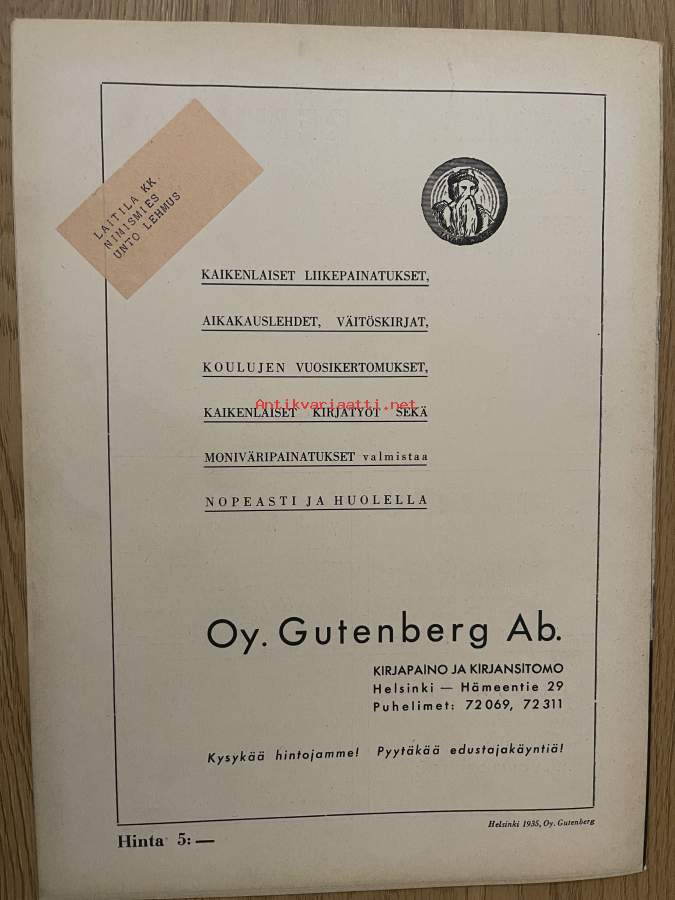 LAITILA KK.
NIMISMIES
UNTO LEHMUS
KAIKENLAISET LIIKEPAINATUKSET,
AIKAKAUSLEHDET, VÄITÖSKIRJAT,
KOULUJEN VUOSIKERTOMUKSET,
Antikvariaatti.net
KAIKENLAISET KIRJATYÖT SEKÄ
MONIVÄRIPAINATUKSET valmistaa
NOPEASTI JA HUOLELLA
Oy. Gutenberg Ab.
KIRJAPAINO JA KIRJANSITOMO
Helsinki — Hämeentie 29
Puhelimet: 72 069, 72 311
Kysykää hintojamme! Pyytäkää edustajakäyntiä!
Helsinki 1935, Oy. Gutenberg
Hinta 5: —